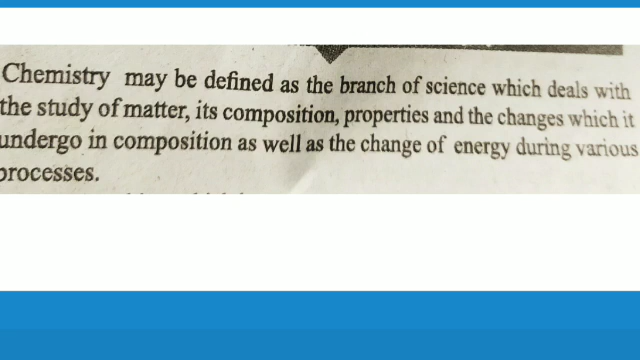 Chemistry may be defined as the branch of science which deals with
the study of matter, its composition, properties and the changes which it
undergo in composition as well as the change of energy during various
processes.